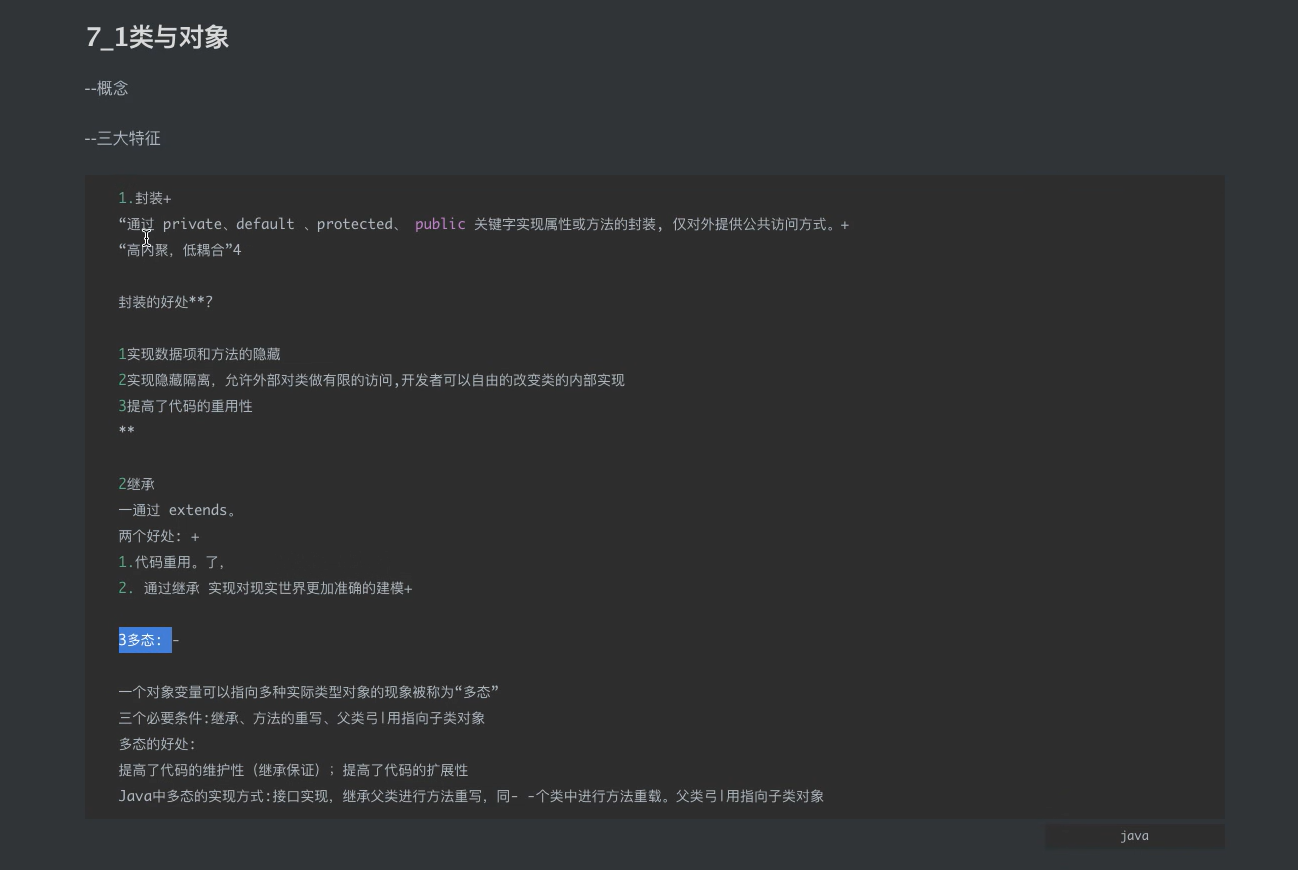 7_1类与对象
--概念
--三大特征
1.封装+
“通过 private、default 、protected、 public 关键字实现属性或方法的封装, 仅对外提供公共访问方式。+
“高内聚, 低耦合”4
封装的好处**?
1实现数据项和方法的隐藏
2实现隐藏隔离, 允许外部对类做有限的访问,开发者可以自由的改变类的内部实现
3提高了代码的重用性
**
2继承
一通过 extends。
两个好处: +
1.代码重用。了,
2. 通过继承 实现对现实世界更加准确的建模+
3多态: -
一个对象变量可以指向多种实际类型对象的现象被称为“多态”
三个必要条件:继承、方法的重写、父类弓|用指向子类对象
多态的好处:
提高了代码的维护性（继承保证）; 提高了代码的扩展性
Java中多态的实现方式:接口实现, 继承父类进行方法重写, 同- -个类中进行方法重载。父类弓|用指向子类对象
java